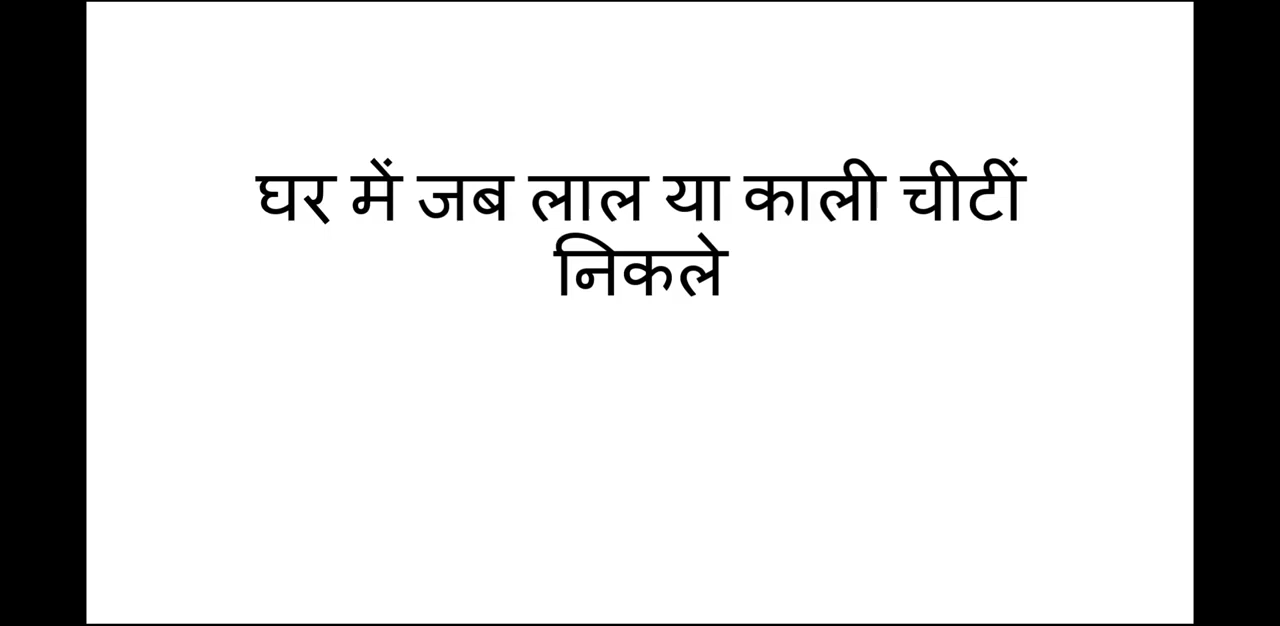 घर में जब लाल या काली चीटीं
निकले